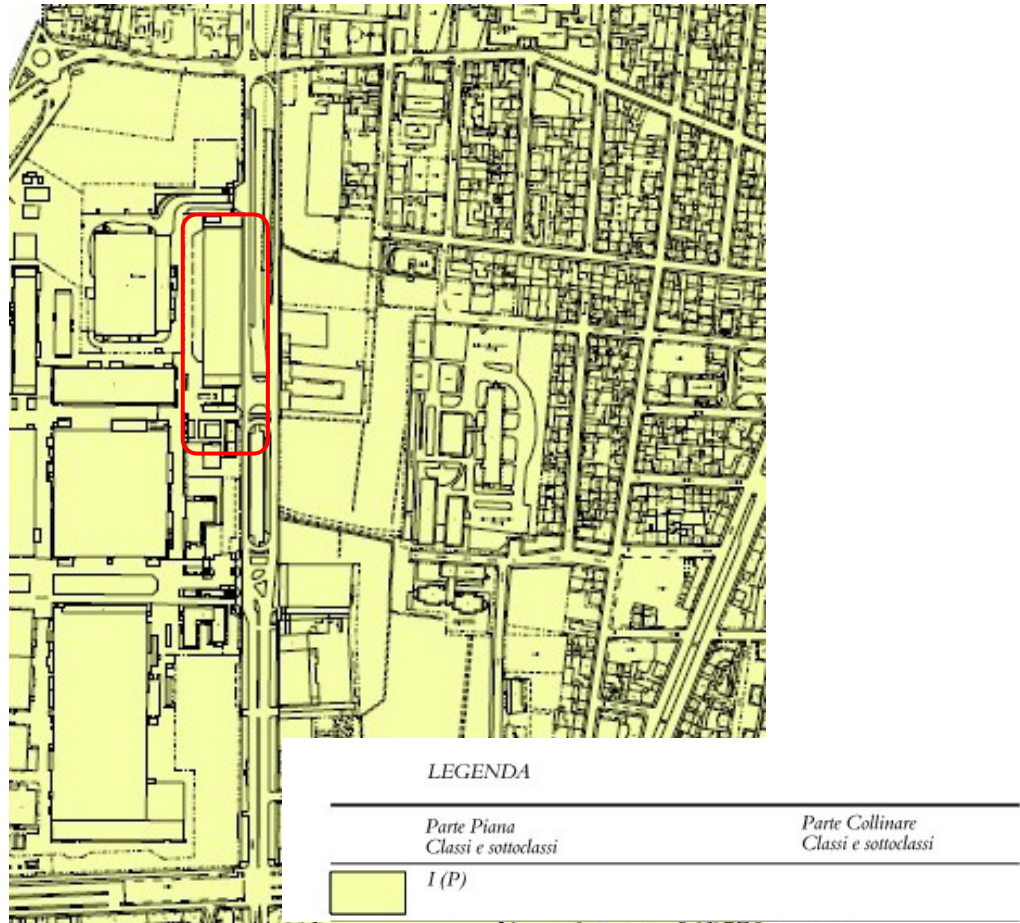 LEGENDA
Parte Piana
Classi e sottoclassi
Parte Collinare
Classi e sottoclassi
I (P)